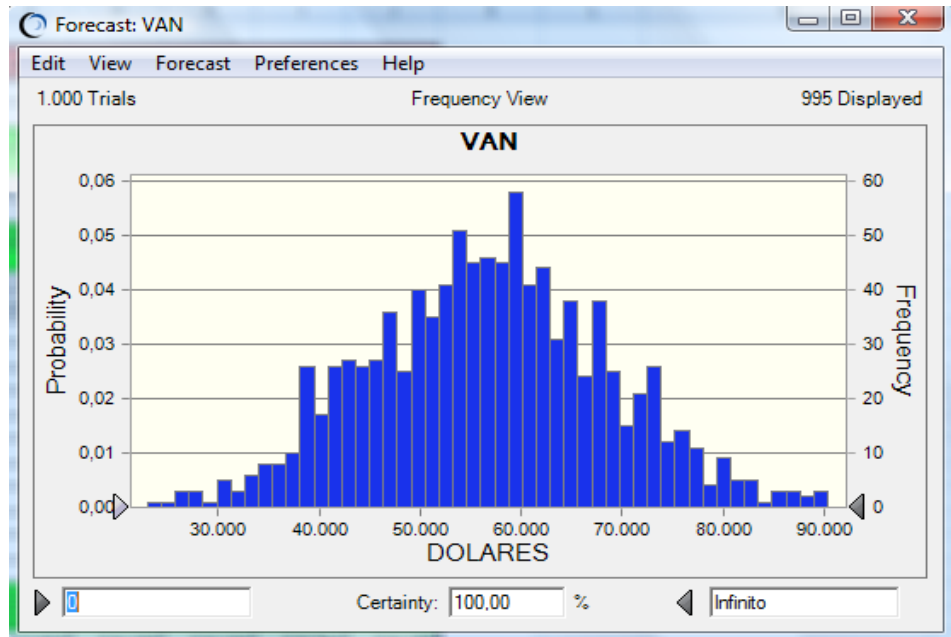 Forecast: VAN
Edit View Forecast Preferences Help
1.000 Trials Frequency View 995 Displayed
VAN
0,06 60
0,05 50
0,04 40
0,03 30
0,02 20
0,01 10
0,00 0
Probability
Frequency
30.000 40.000 50.000 60.000 70.000 80.000 90.000
DOLARES
0 Certainty: 100,00 % Infinito